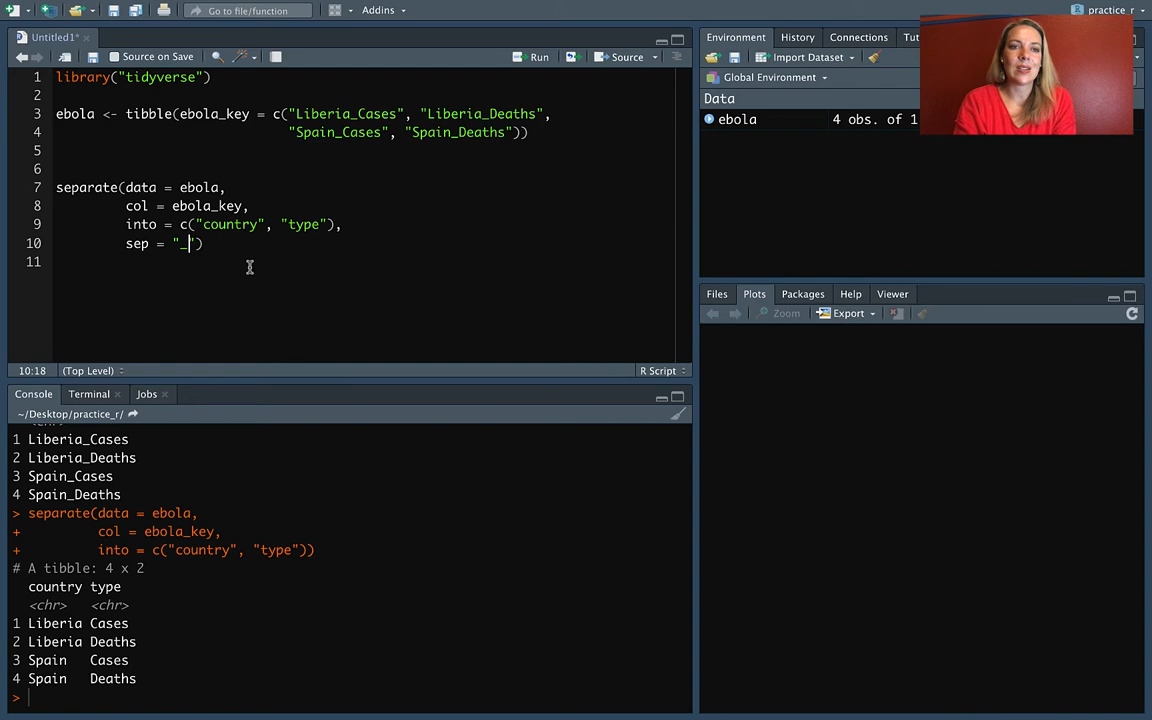 Go to file/function
Addins
practice_r
Untitled1*
Source on Save
Run
Source
1 library("tidyverse")
2
3 ebola <- tibble(ebola_key = c("Liberia_Cases", "Liberia_Deaths",
4 "Spain_Cases", "Spain_Deaths"))
5
6
7 separate(data = ebola,
8 col = ebola_key,
9 into = c("country", "type"),
10 sep = "_")
11
10:18 (Top Level) R Script
Console Terminal Jobs
~/Desktop/practice_r/
<chr>
1 Liberia_Cases
2 Liberia_Deaths
3 Spain_Cases
4 Spain_Deaths
> separate(data = ebola,
+ col = ebola_key,
+ into = c("country", "type"))
# A tibble: 4 x 2
country type
<chr> <chr>
1 Liberia Cases
2 Liberia Deaths
3 Spain Cases
4 Spain Deaths
>
Environment History Connections Tut
Import Dataset
Global Environment
Data
ebola 4 obs. of 1
Files Plots Packages Help Viewer
Zoom Export